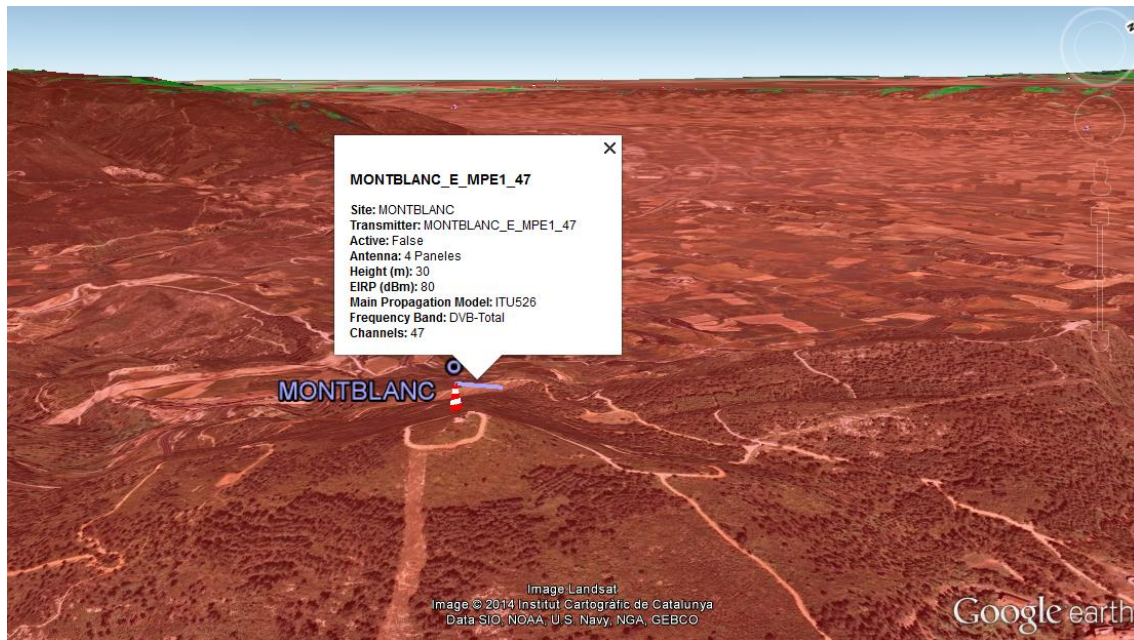 MONTBLANC_E_MPE1_47
Site: MONTBLANC
Transmitter: MONTBLANC_E_MPE1_47
Active: False
Antenna: 4 Paneles
Height (m): 30
EIRP (dBm): 80
Main Propagation Model: ITU526
Frequency Band: DVB-Total
Channels: 47
MONTBLANC
Image Landsat
Image © 2014 Institut Cartogràfic de Catalunya
Data SIO, NOAA, U.S. Navy, NGA, GEBCO
Google earth